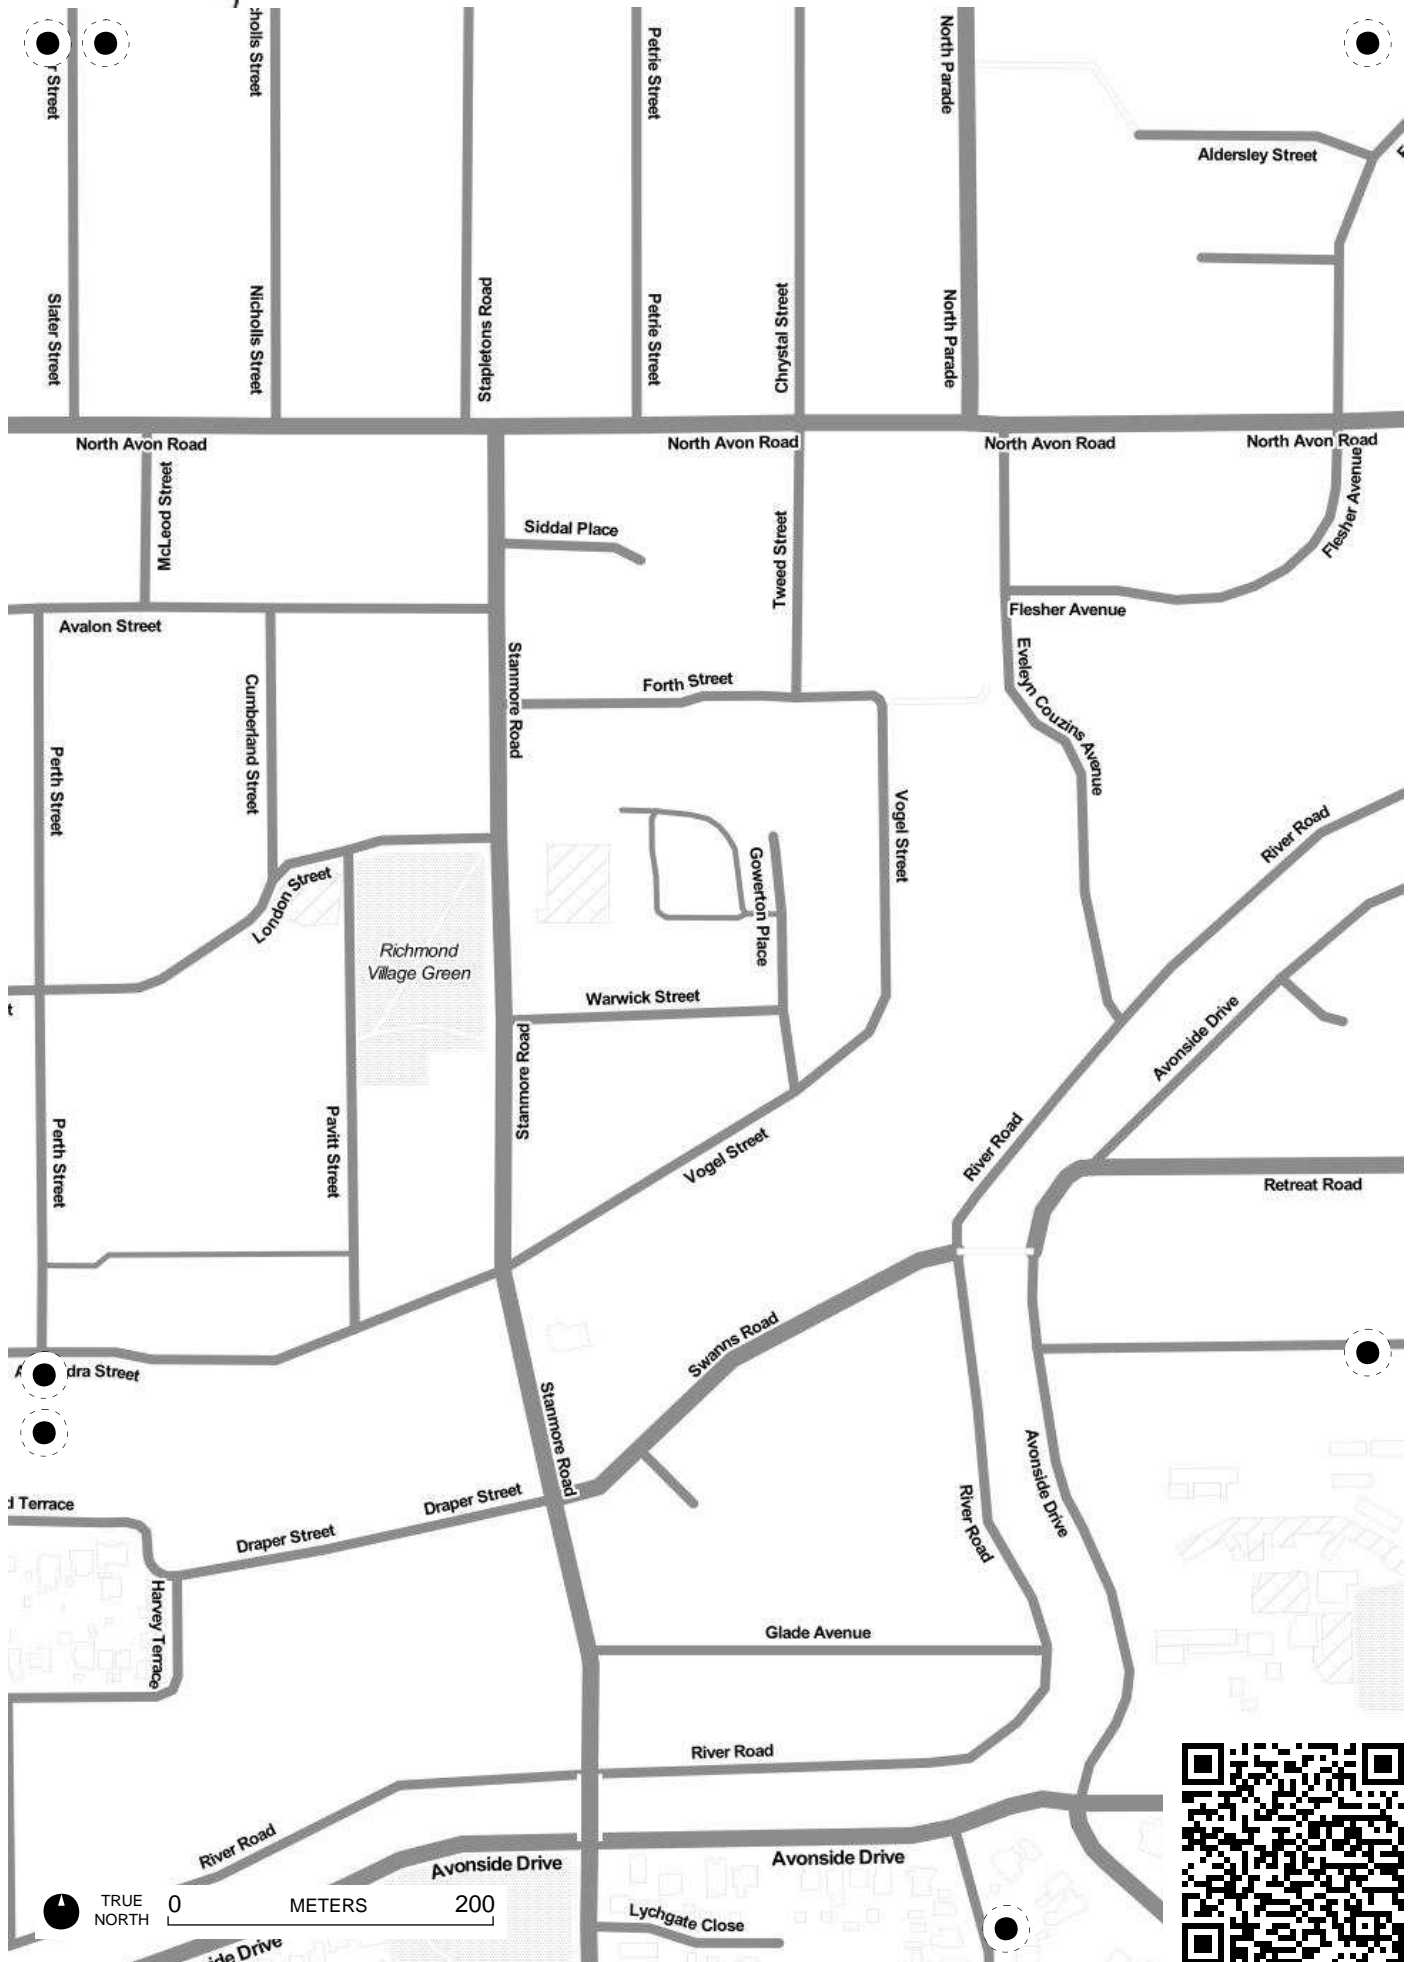 Street
Slater Street
Nicholls Street
Stapletons Road
Petrie Street
Petrie Street
Chrystal Street
North Parade
North Parade
Aldersley Street
North Avon Road
North Avon Road
North Avon Road
North Avon Road
McLeod Street
Siddal Place
Tweed Street
Flesher Avenue
Flesher Avenue
Avalon Street
Stanmore Road
Forth Street
Eveleyn Couzins Avenue
Cumberland Street
Perth Street
Vogel Street
River Road
London Street
Gowerton Place
Richmond
Village Green
Warwick Street
Stanmore Road
Avonside Drive
Perth Street
Pavitt Street
Vogel Street
River Road
Retreat Road
Swanns Road
Street
Stanmore Road
Avonside Drive
Terrace
Draper Street
Draper Street
River Road
Harvey Terrace
Glade Avenue
River Road
River Road
Avonside Drive
Avonside Drive
TRUE
NORTH
0 METERS 200
Lychgate Close
Drive